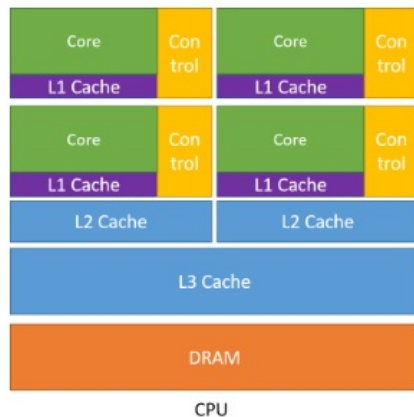 Core
Con
trol
Core
Con
trol
L1 Cache
L1 Cache
Core
Con
trol
Core
Con
trol
L1 Cache
L1 Cache
L2 Cache
L2 Cache
L3 Cache
DRAM
CPU